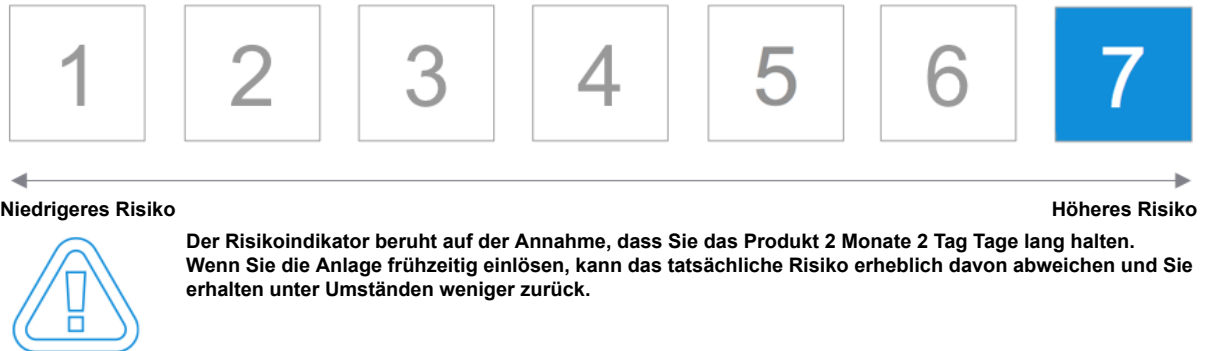 1 2 3 4 5 6 7
Niedrigeres Risiko Höheres Risiko
Der Risikoindikator beruht auf der Annahme, dass Sie das Produkt 2 Monate 2 Tag Tage lang halten.
Wenn Sie die Anlage frühzeitig einlösen, kann das tatsächliche Risiko erheblich davon abweichen und Sie
erhalten unter Umständen weniger zurück.